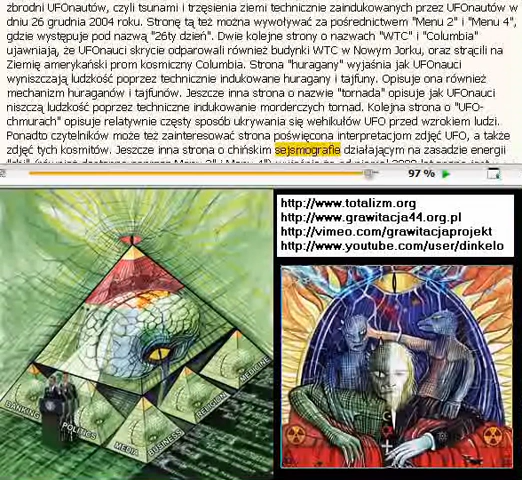 zbrodni UFOnautów, czyli tsunami i trzęsienia ziemi technicznie zaindukowanych przez UFOnautów w
dniu 26 grudnia 2004 roku. Stronę tą też można wywoływać za pośrednictwem "Menu 2" i "Menu 4",
gdzie występuje pod nazwą "26ty dzień". Dwie kolejne strony o nazwach "WTC" i "Columbia"
ujawniają, że UFOnauci skrycie odparowali również budynki WTC w Nowym Jorku, oraz strącili na
Ziemię amerykański prom kosmiczny Columbia. Strona "huragany" wyjaśnia jak UFOnauci
wyniszczają ludzkość poprzez technicznie indukowane huragany i tajfuny. Opisuje ona również
mechanizm huraganów i tajfunów. Jeszcze inna strona o nazwie "tornada" opisuje jak UFOnauci
niszczą ludzkość poprzez techniczne indukowanie morderczych tornad. Kolejna strona o "UFO-
chmurach" opisuje relatywnie częsty sposób ukrywania się wehikułów UFO przed wzrokiem ludzi.
Ponadto czytelników może też zainteresować strona poświęcona interpretacjom zdjęć UFO, a także
zdjęć tych kosmitów. Jeszcze inna strona o chińskim sejsmografie działającym na zasadzie energii
97 %
http://www.totalizm.org
http://www.grawitacja44.org.pl
http://vimeo.com/grawitacjaprojekt
http://www.youtube.com/user/dinkelo
BANKING
POLITICS
MEDIA
BUSINESS
RELIGION
MEDICINE